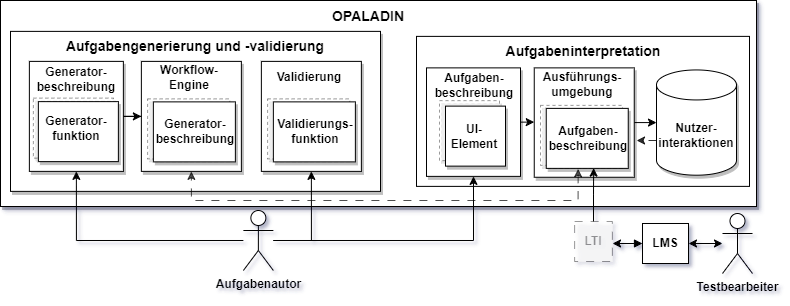 OPALADIN
Aufgabengenerierung und -validierung
Generator-
beschreibung
Generator-
funktion
Workflow-
Engine
Generator-
beschreibung
Validierung
Validierungs-
funktion
Aufgabeninterpretation
Aufgaben-
beschreibung
UI-
Element
Ausführungs-
umgebung
Aufgaben-
beschreibung
Nutzer-
interaktionen
Aufgabenautor
LTI
LMS
Testbearbeiter